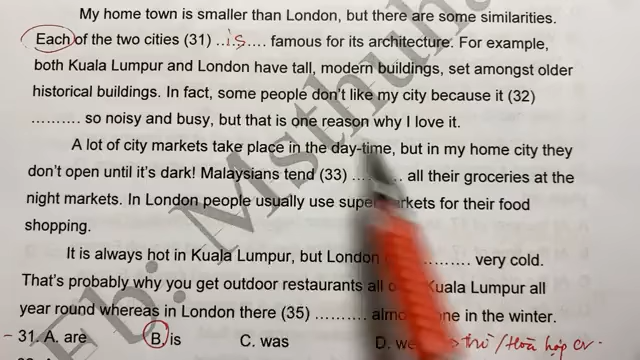 My home town is smaller than London, but there are some similarities.
Each of the two cities (31) ..is.... famous for its architecture. For example,
both Kuala Lumpur and London have tall, modern buildings, set amongst older
historical buildings. In fact, some people don't like my city because it (32)
.......... so noisy and busy, but that is one reason why I love it.
A lot of city markets take place in the day-time, but in my home city they
don't open until it's dark! Malaysians tend (33) .......... all their groceries at the
night markets. In London people usually use supermarkets for their food
shopping.
It is always hot in Kuala Lumpur, but London .......... very cold.
That's probably why you get outdoor restaurants all Kuala Lumpur all
year round whereas in London there (35) .......... in the winter.
31. A. are B. is C. was D.
Fb: Msthuha